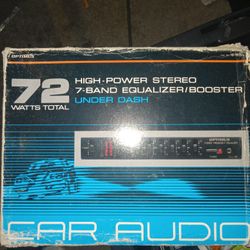 OPTIMUS
72
WATTS TOTAL
HIGH-POWER STEREO
7-BAND EQUALIZER/BOOSTER
UNDER DASH
CAR AUDIO